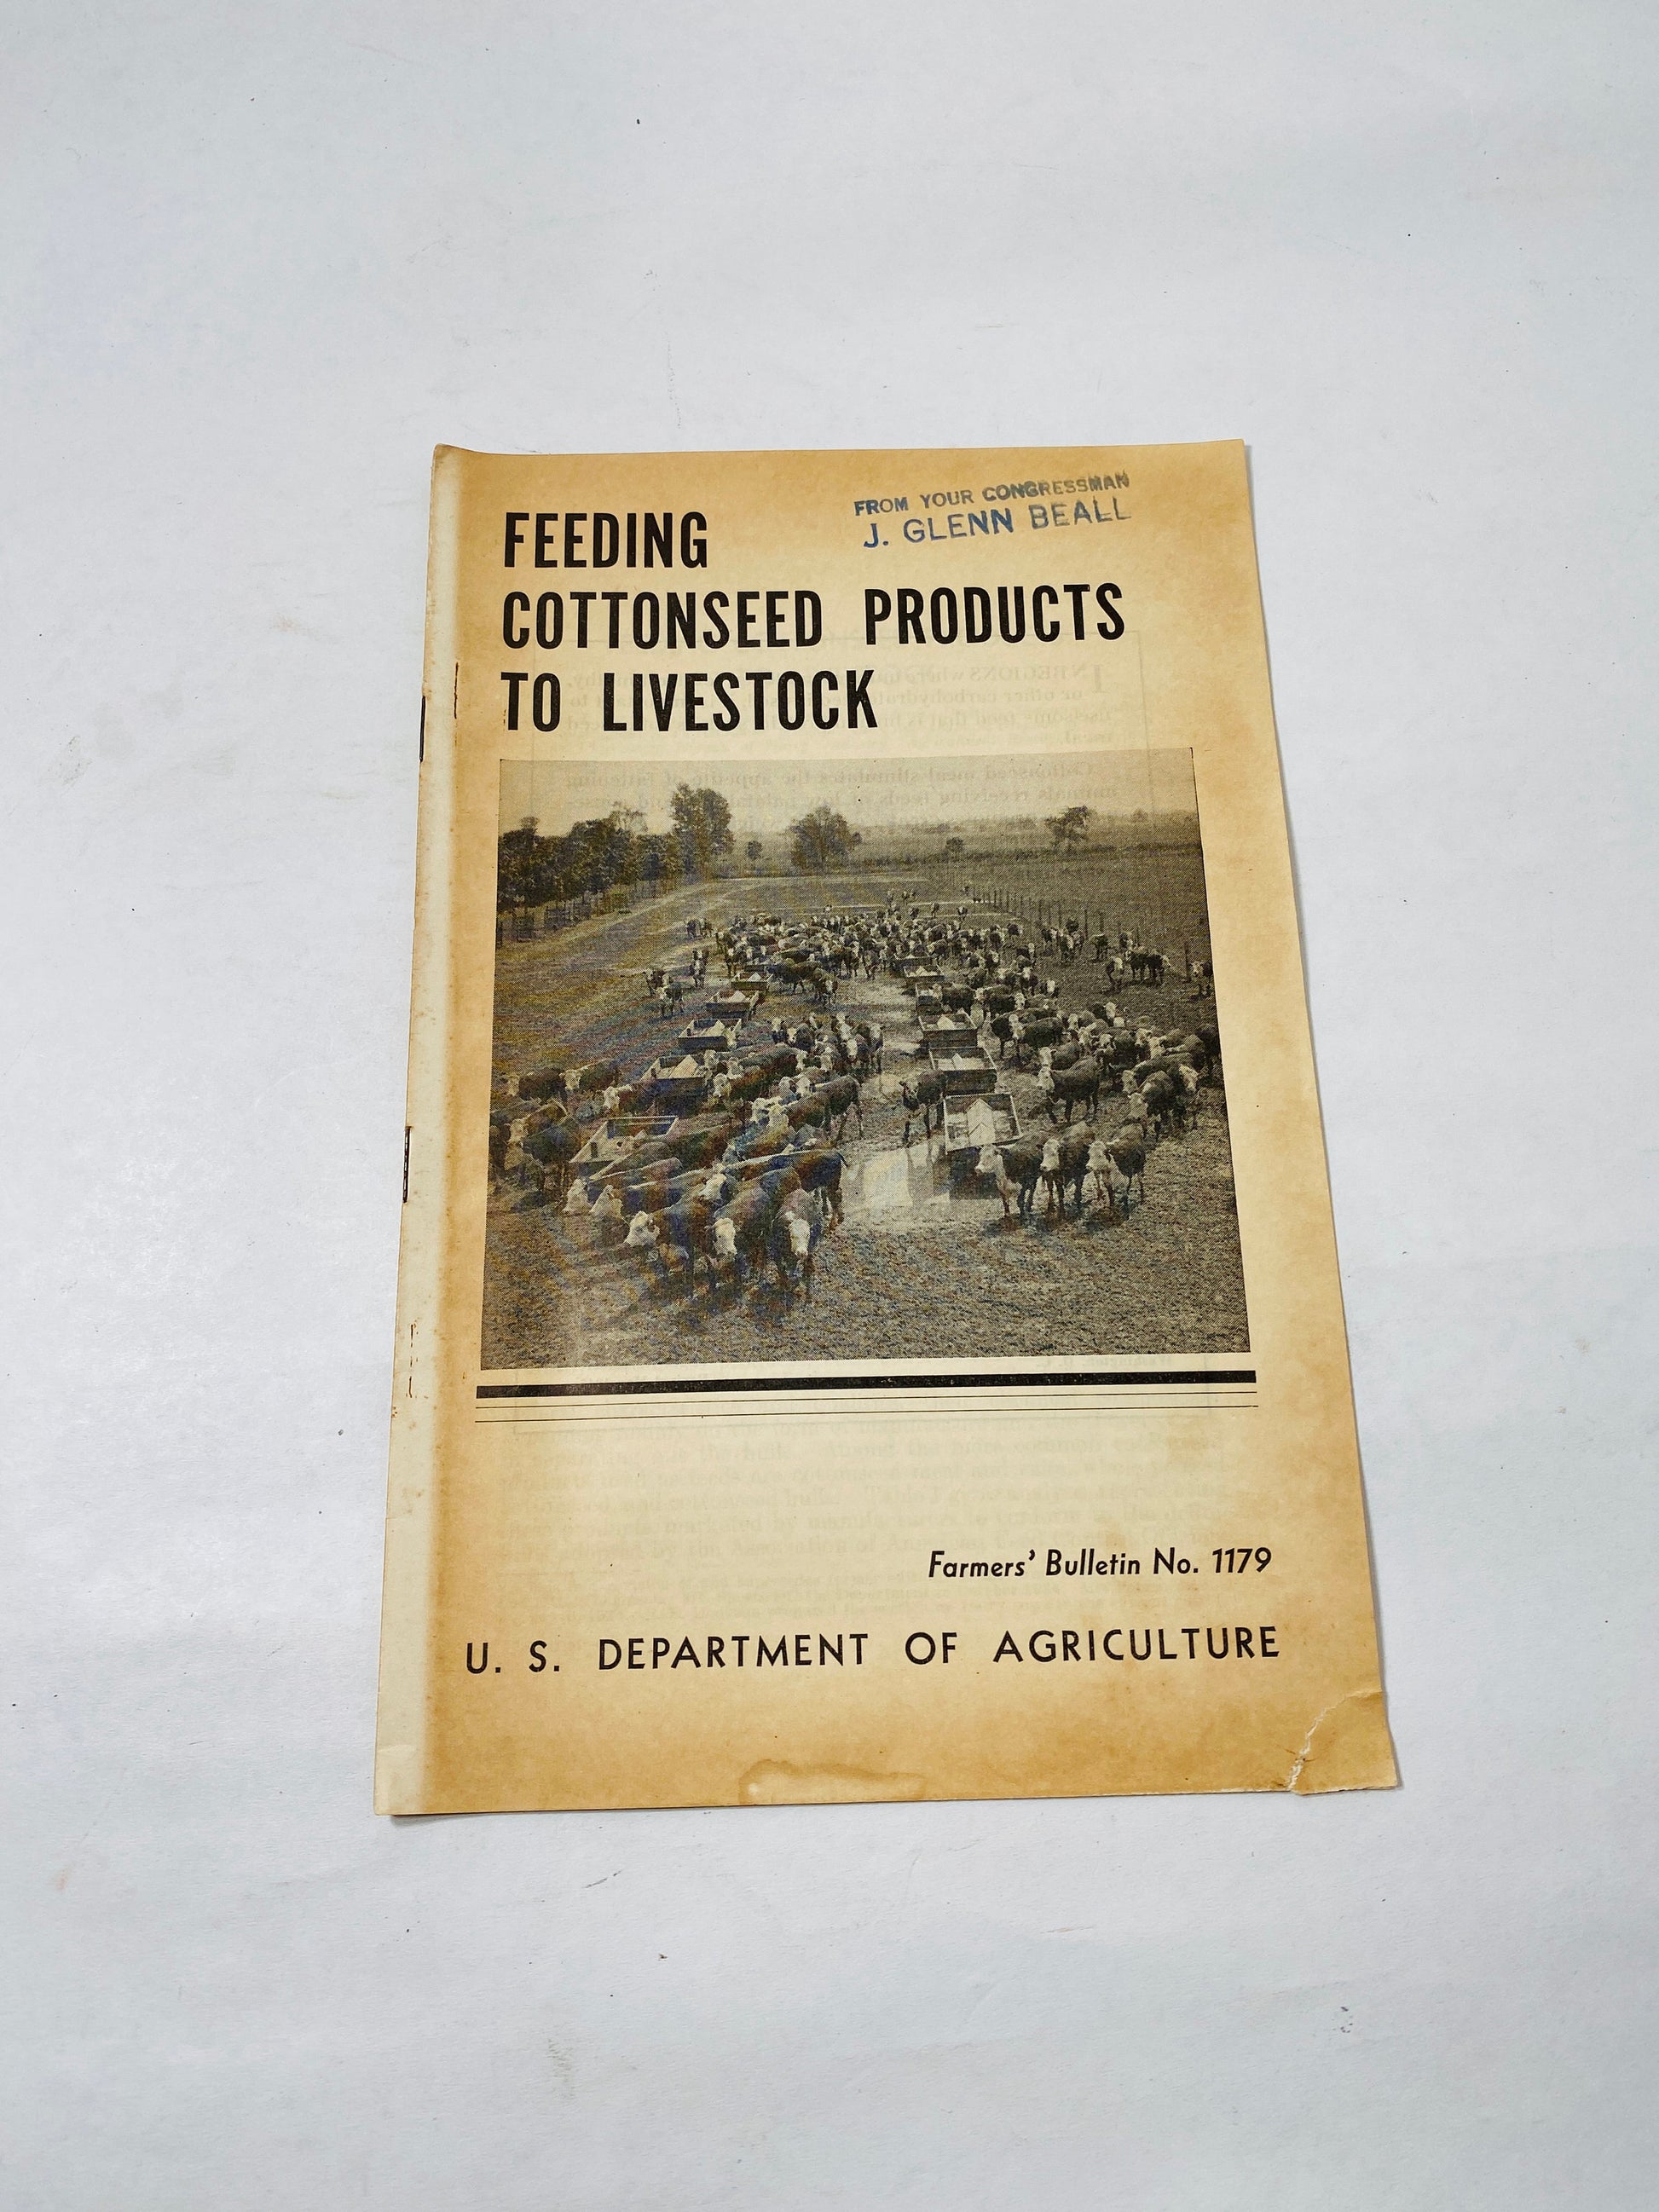 FROM YOUR CONGRESSMAN
J. GLENN BEALL
FEEDING
COTTONSEED PRODUCTS
TO LIVESTOCK
Farmers' Bulletin No. 1179
U. S. DEPARTMENT OF AGRICULTURE